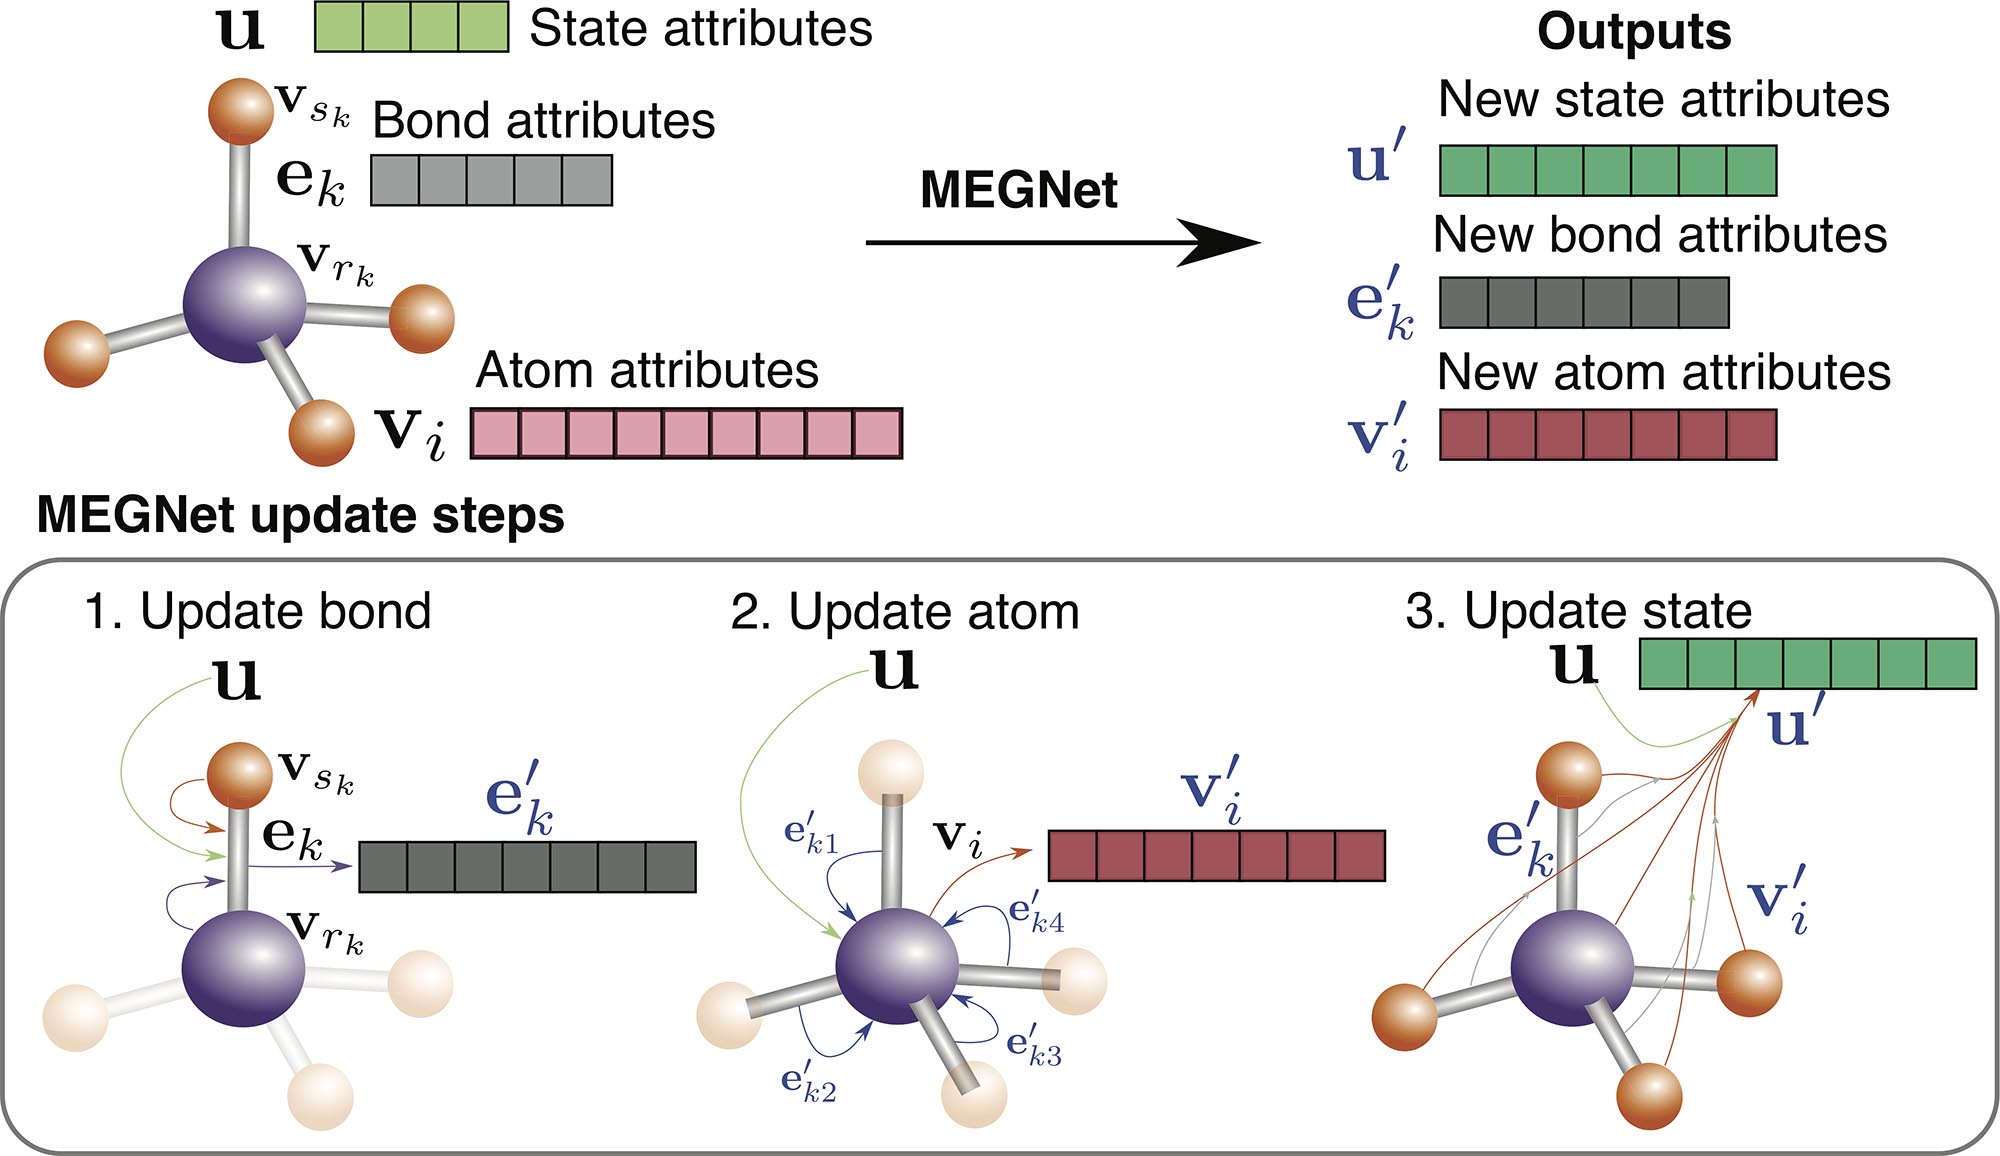 u State attributes
v_{s_k}
Bond attributes
e_k
v_{r_k}
Atom attributes
v_i
MEGNet
Outputs
New state attributes
u′
New bond attributes
e′_k
New atom attributes
v′_i
MEGNet update steps
1. Update bond
u
v_{s_k}
e_k
e′_k
v_{r_k}
2. Update atom
u
e′_{k1}
v_i
v′_i
e′_{k4}
e′_{k3}
e′_{k2}
3. Update state
u
u′
e′_k
v′_i